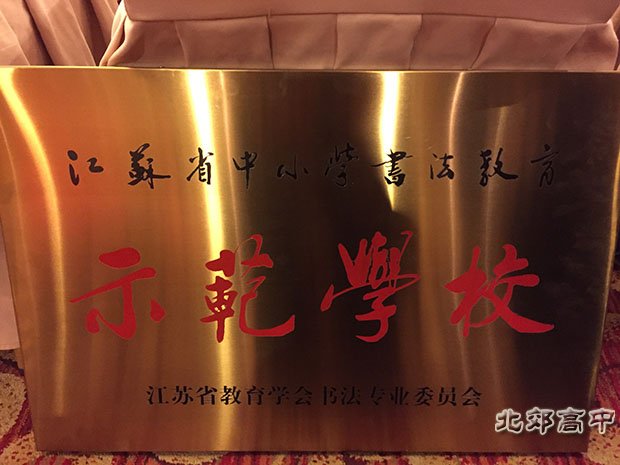 江蘇省中小学書法教育
示範學校
江苏省教育学会书法专业委员会
北郊高中